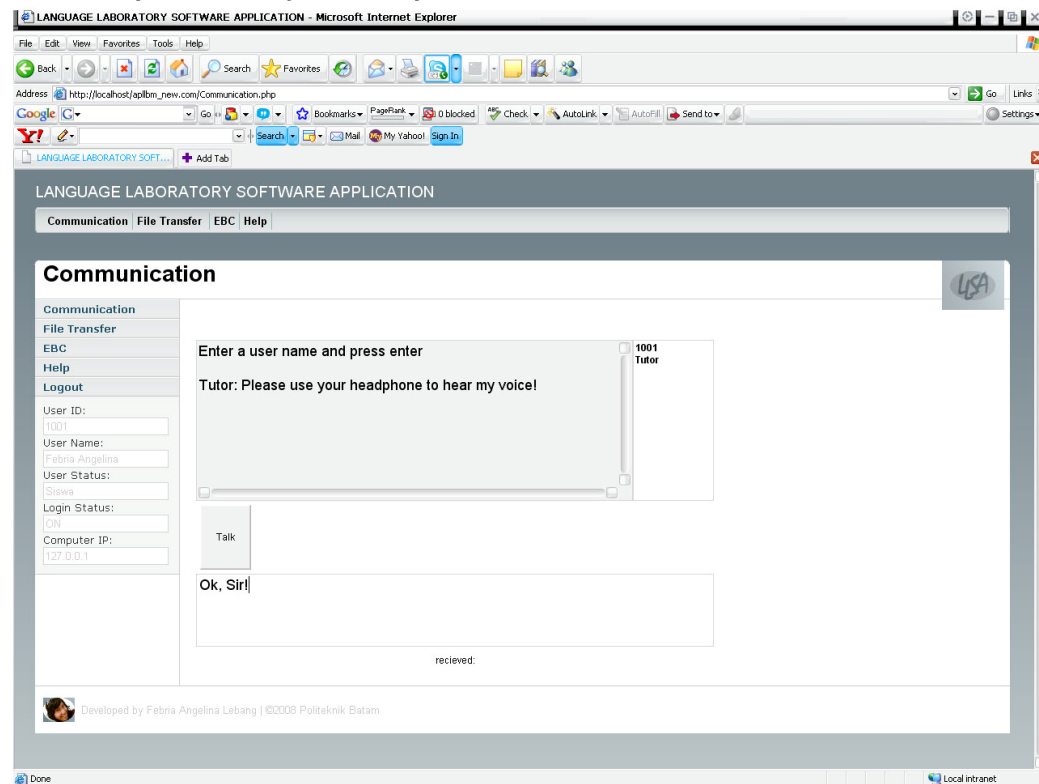 LANGUAGE LABORATORY SOFTWARE APPLICATION - Microsoft Internet Explorer
File Edit View Favorites Tools Help
Back Search Favorites
Address http://localhost/apllbm_new.com/Communication.php Go Links
Google G Go Bookmarks PageRank 0 blocked ABC Check AutoLink AutoFill Send to Settings
Y! Search Mail My Yahoo! Sign In
LANGUAGE LABORATORY SOFT... Add Tab
LANGUAGE LABORATORY SOFTWARE APPLICATION
Communication File Transfer EBC Help
Communication
LISA
Communication
File Transfer
EBC
Help
Logout
User ID:
1001
User Name:
Febria Angelina
User Status:
Siswa
Login Status:
ON
Computer IP:
127.0.0.1
Enter a user name and press enter
Tutor: Please use your headphone to hear my voice!
1001
Tutor
Talk
Ok, Sir!
recieved:
Developed by Febria Angelina Lebang | ©2008 Politeknik Batam
Done Local intranet